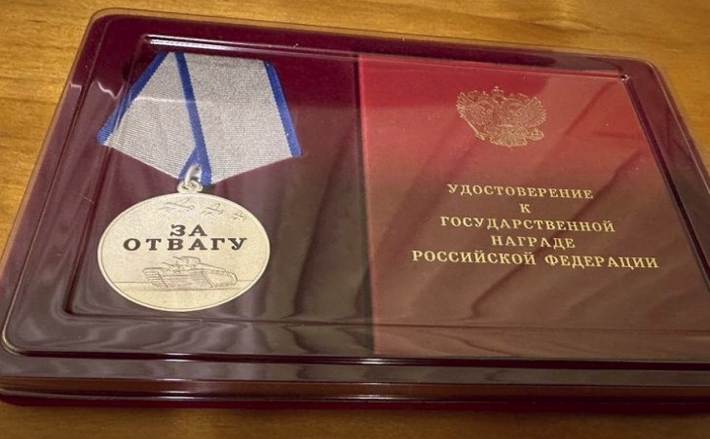 ЗА
ОТВАГУ
УДОСТОВЕРЕНИЕ
К
ГОСУДАРСТВЕННОЙ
НАГРАДЕ
РОССИЙСКОЙ ФЕДЕРАЦИИ